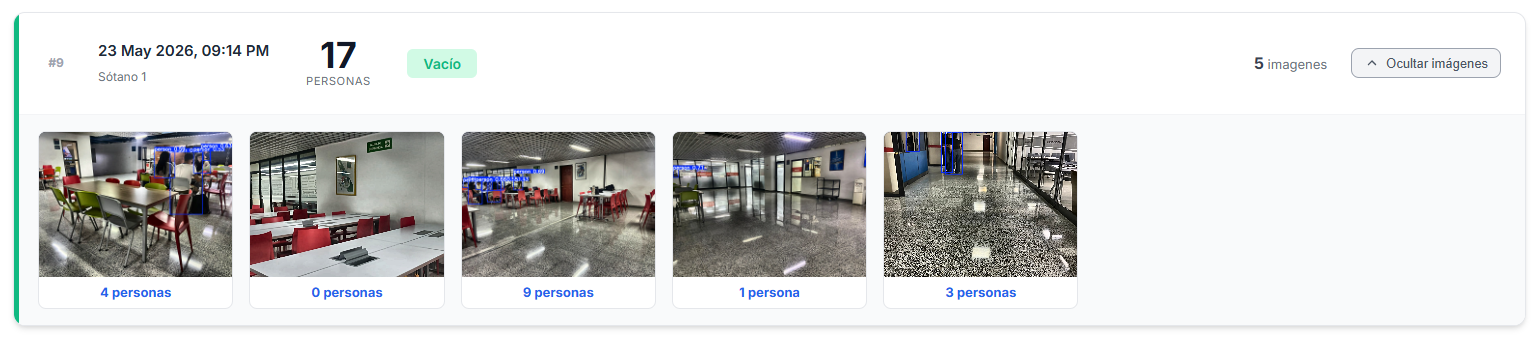 #9
23 May 2026, 09:14 PM
Sótano 1
17
PERSONAS
Vacío
5 imagenes
Ocultar imágenes
4 personas
0 personas
9 personas
1 persona
3 personas